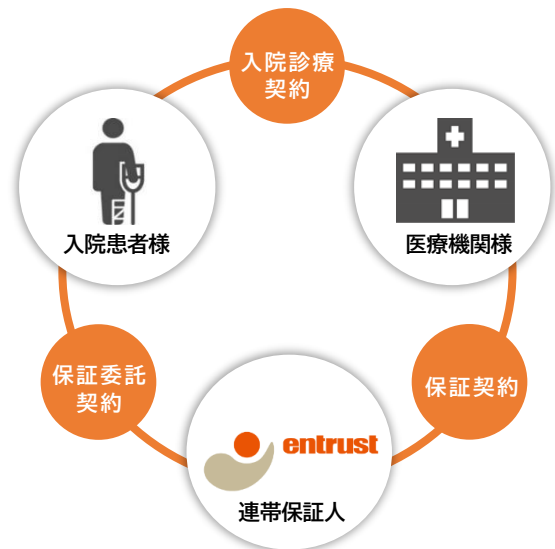 入院診療
契約
入院患者様
医療機関様
保証委託
契約
保証契約
entrust
連帯保証人